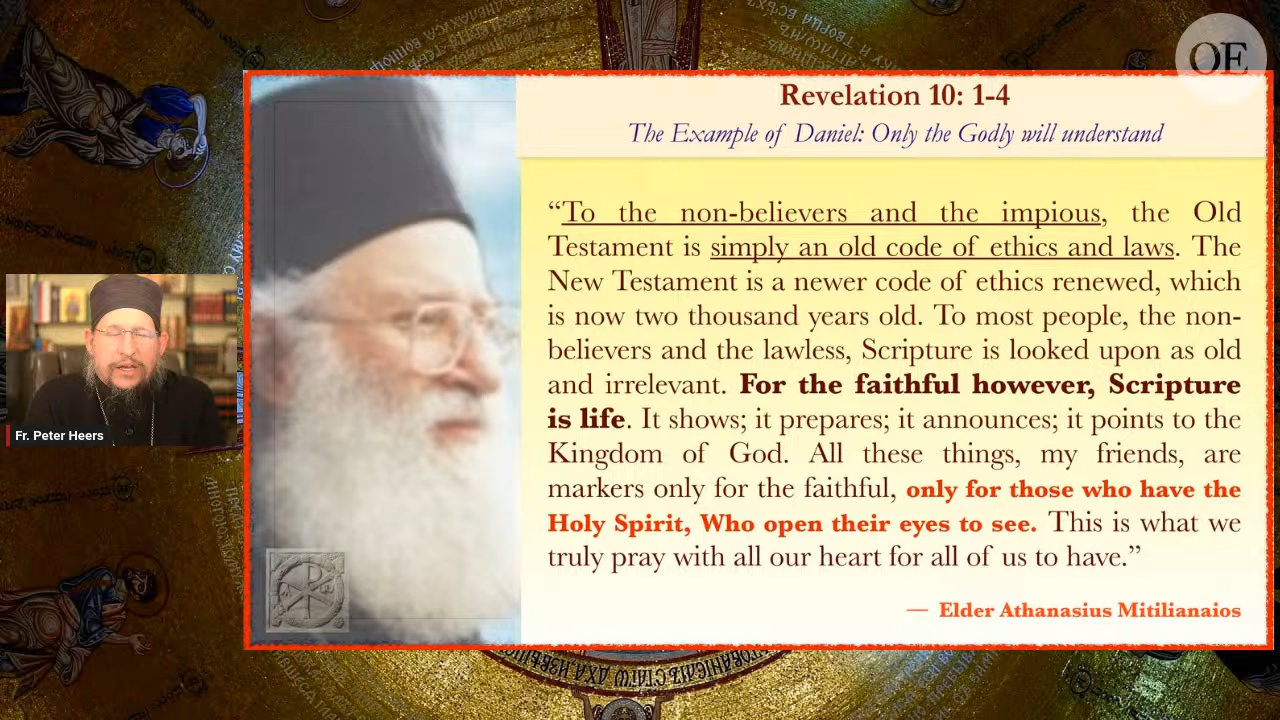 OE
Revelation 10: 1-4
The Example of Daniel: Only the Godly will understand
“To the non-believers and the impious, the Old
Testament is simply an old code of ethics and laws. The
New Testament is a newer code of ethics renewed, which
is now two thousand years old. To most people, the non-
believers and the lawless, Scripture is looked upon as old
and irrelevant. For the faithful however, Scripture
is life. It shows; it prepares; it announces; it points to the
Kingdom of God. All these things, my friends, are
markers only for the faithful, only for those who have the
Holy Spirit, Who open their eyes to see. This is what we
truly pray with all our heart for all of us to have.”
— Elder Athanasius Mitilianaios
Fr. Peter Heers